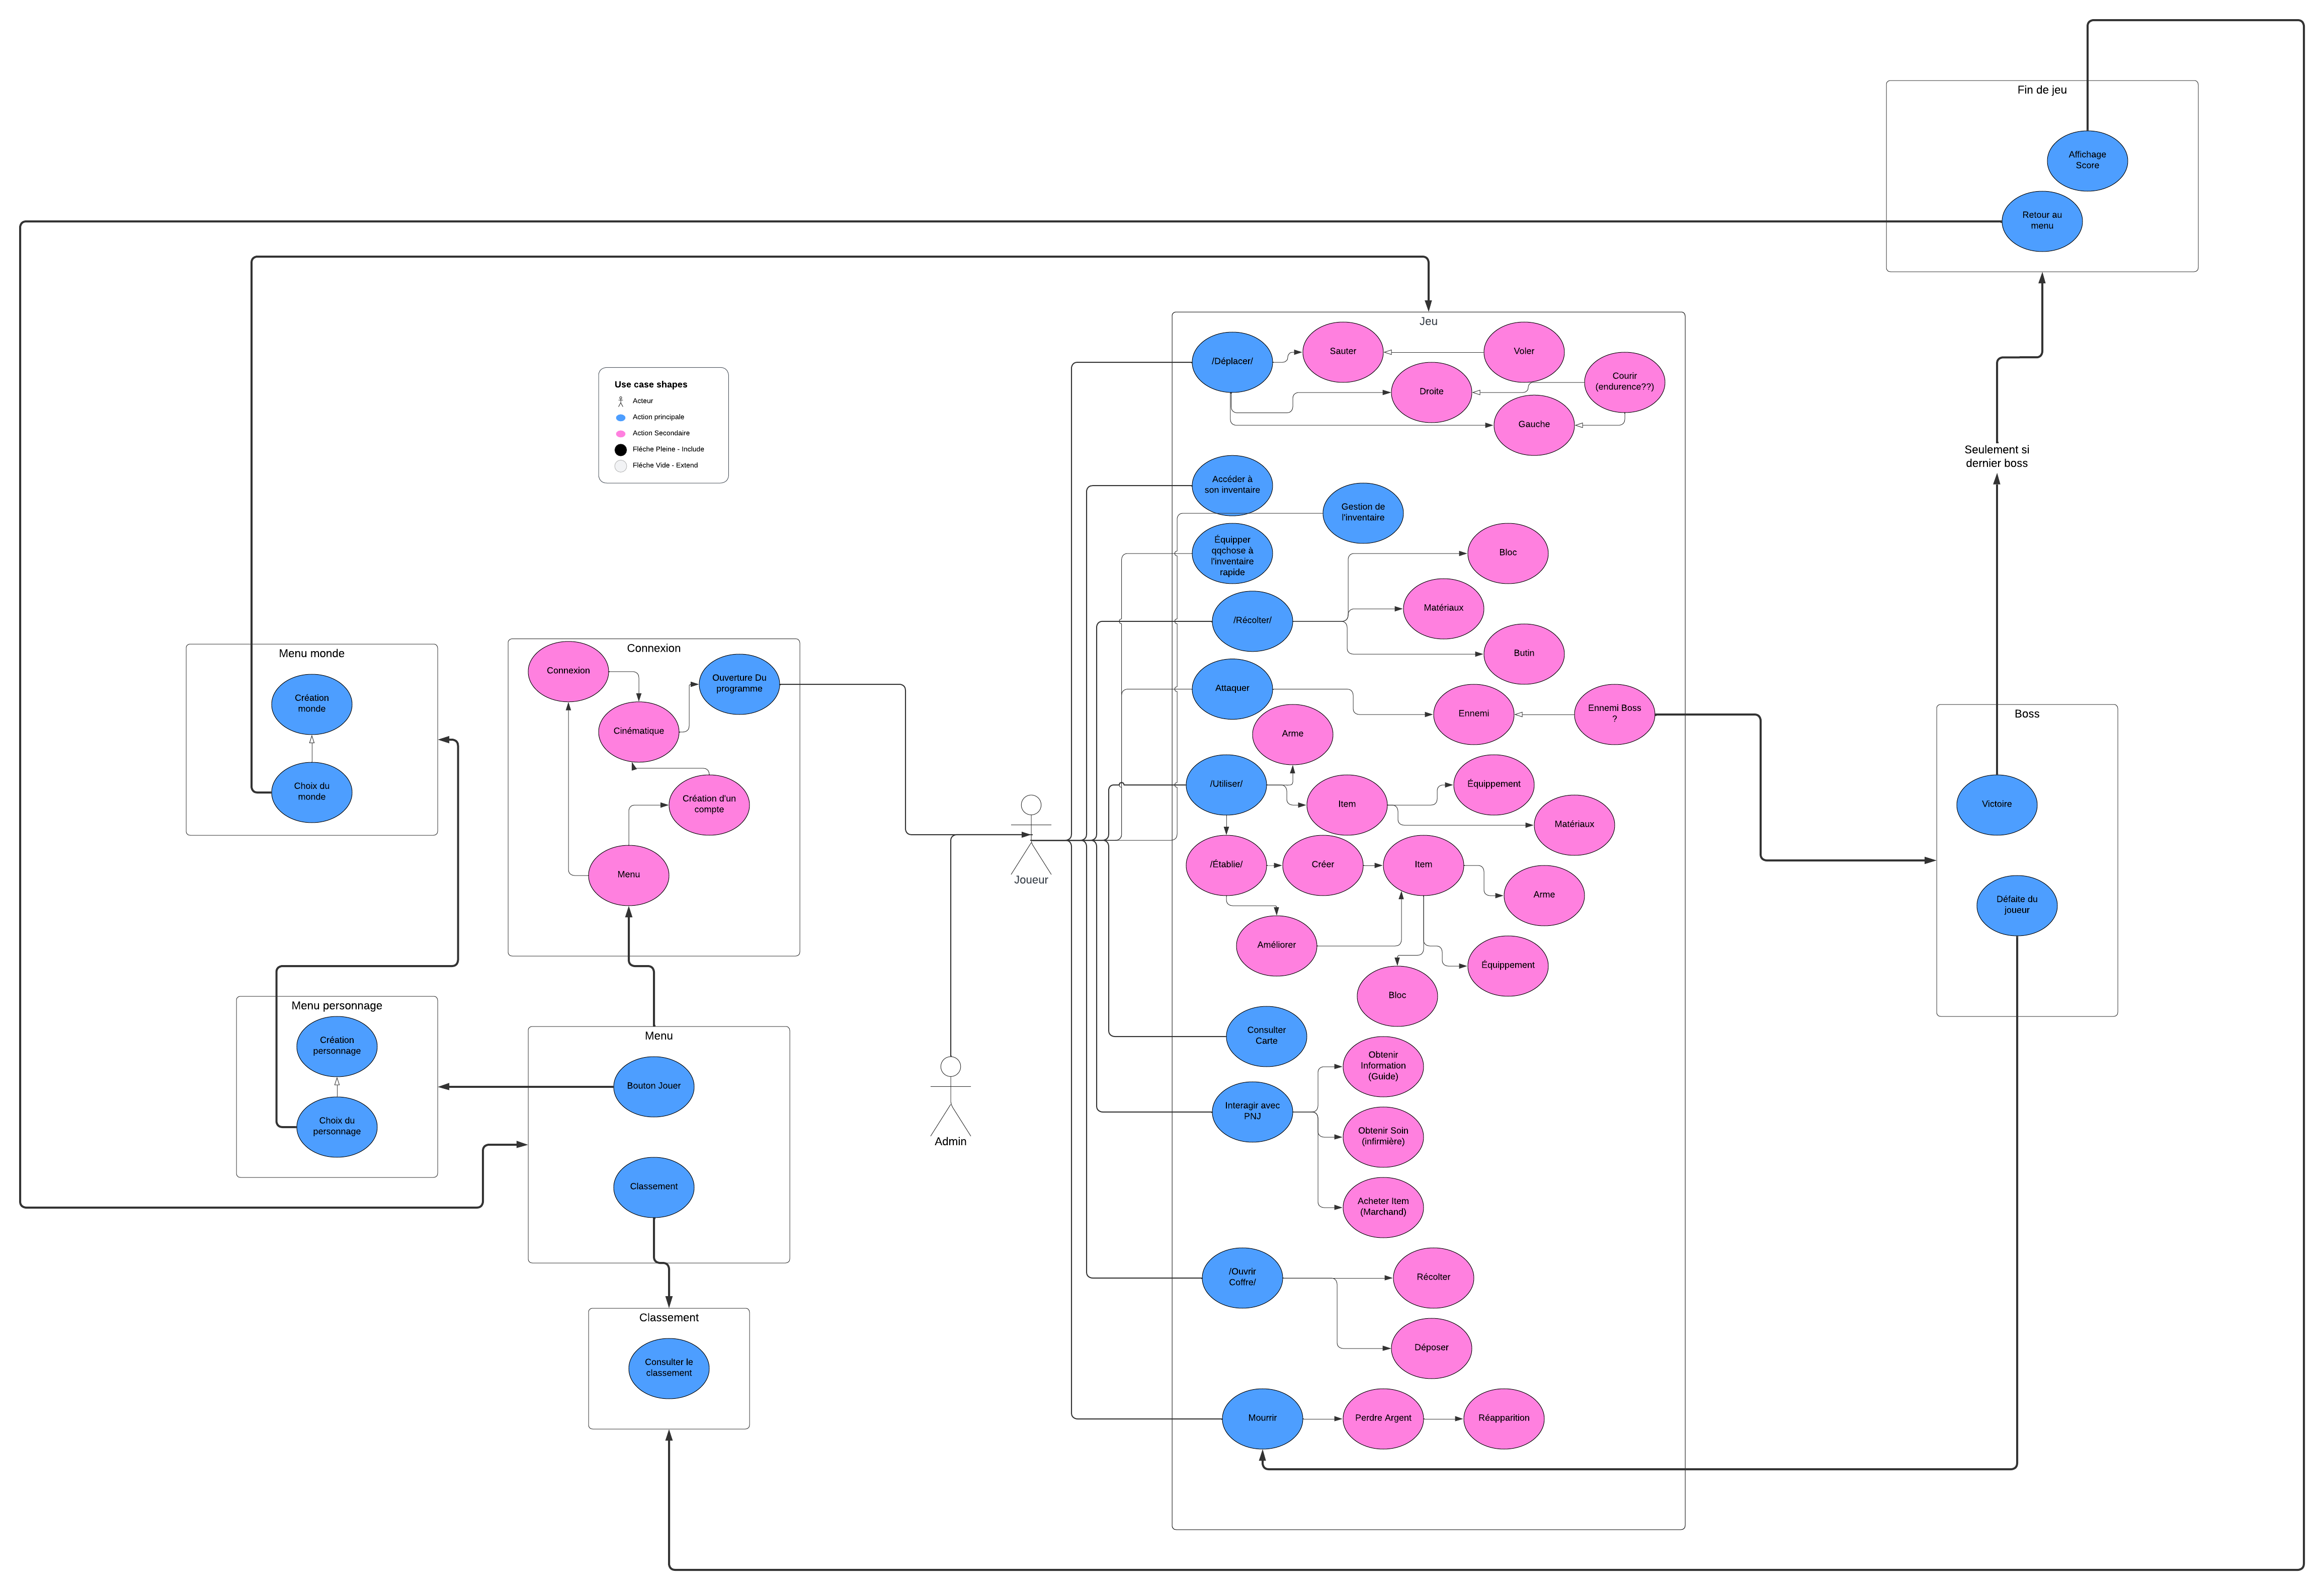 Fin de jeu
Affichage
Score
Retour au
menu
Jeu
/Déplacer/
Sauter
Voler
Droite
Courir
(endurence??)
Gauche
Use case shapes
Acteur
Action principale
Action Secondaire
Fléche Pleine - Include
Fléche Vide - Extend
Seulement si
dernier boss
Accéder à
son inventaire
Gestion de
l'inventaire
Équipper
qqchose à
l'inventaire
rapide
Bloc
/Récolter/
Matériaux
Butin
Attaquer
Ennemi
Ennemi Boss
?
Arme
/Utiliser/
Item
Équippement
Matériaux
/Établie/
Créer
Item
Arme
Améliorer
Équippement
Bloc
Consulter
Carte
Obtenir
Information
(Guide)
Interagir avec
PNJ
Obtenir Soin
(infirmière)
Acheter Item
(Marchand)
/Ouvrir
Coffre/
Récolter
Déposer
Mourrir
Perdre Argent
Réapparition
Boss
Victoire
Défaite du
joueur
Menu monde
Création
monde
Choix du
monde
Connexion
Connexion
Ouverture Du
programme
Cinématique
Création d'un
compte
Menu
Joueur
Admin
Menu personnage
Création
personnage
Choix du
personnage
Menu
Bouton Jouer
Classement
Classement
Consulter le
classement